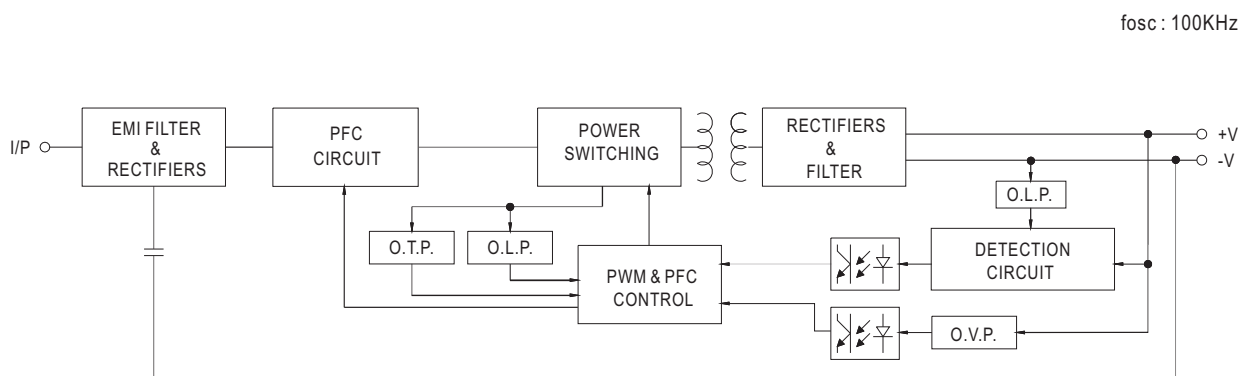 fosc : 100KHz
I/P
EMI FILTER
&
RECTIFIERS
PFC
CIRCUIT
POWER
SWITCHING
RECTIFIERS
&
FILTER
+V
-V
O.L.P.
O.T.P.
O.L.P.
DETECTION
CIRCUIT
PWM & PFC
CONTROL
O.V.P.